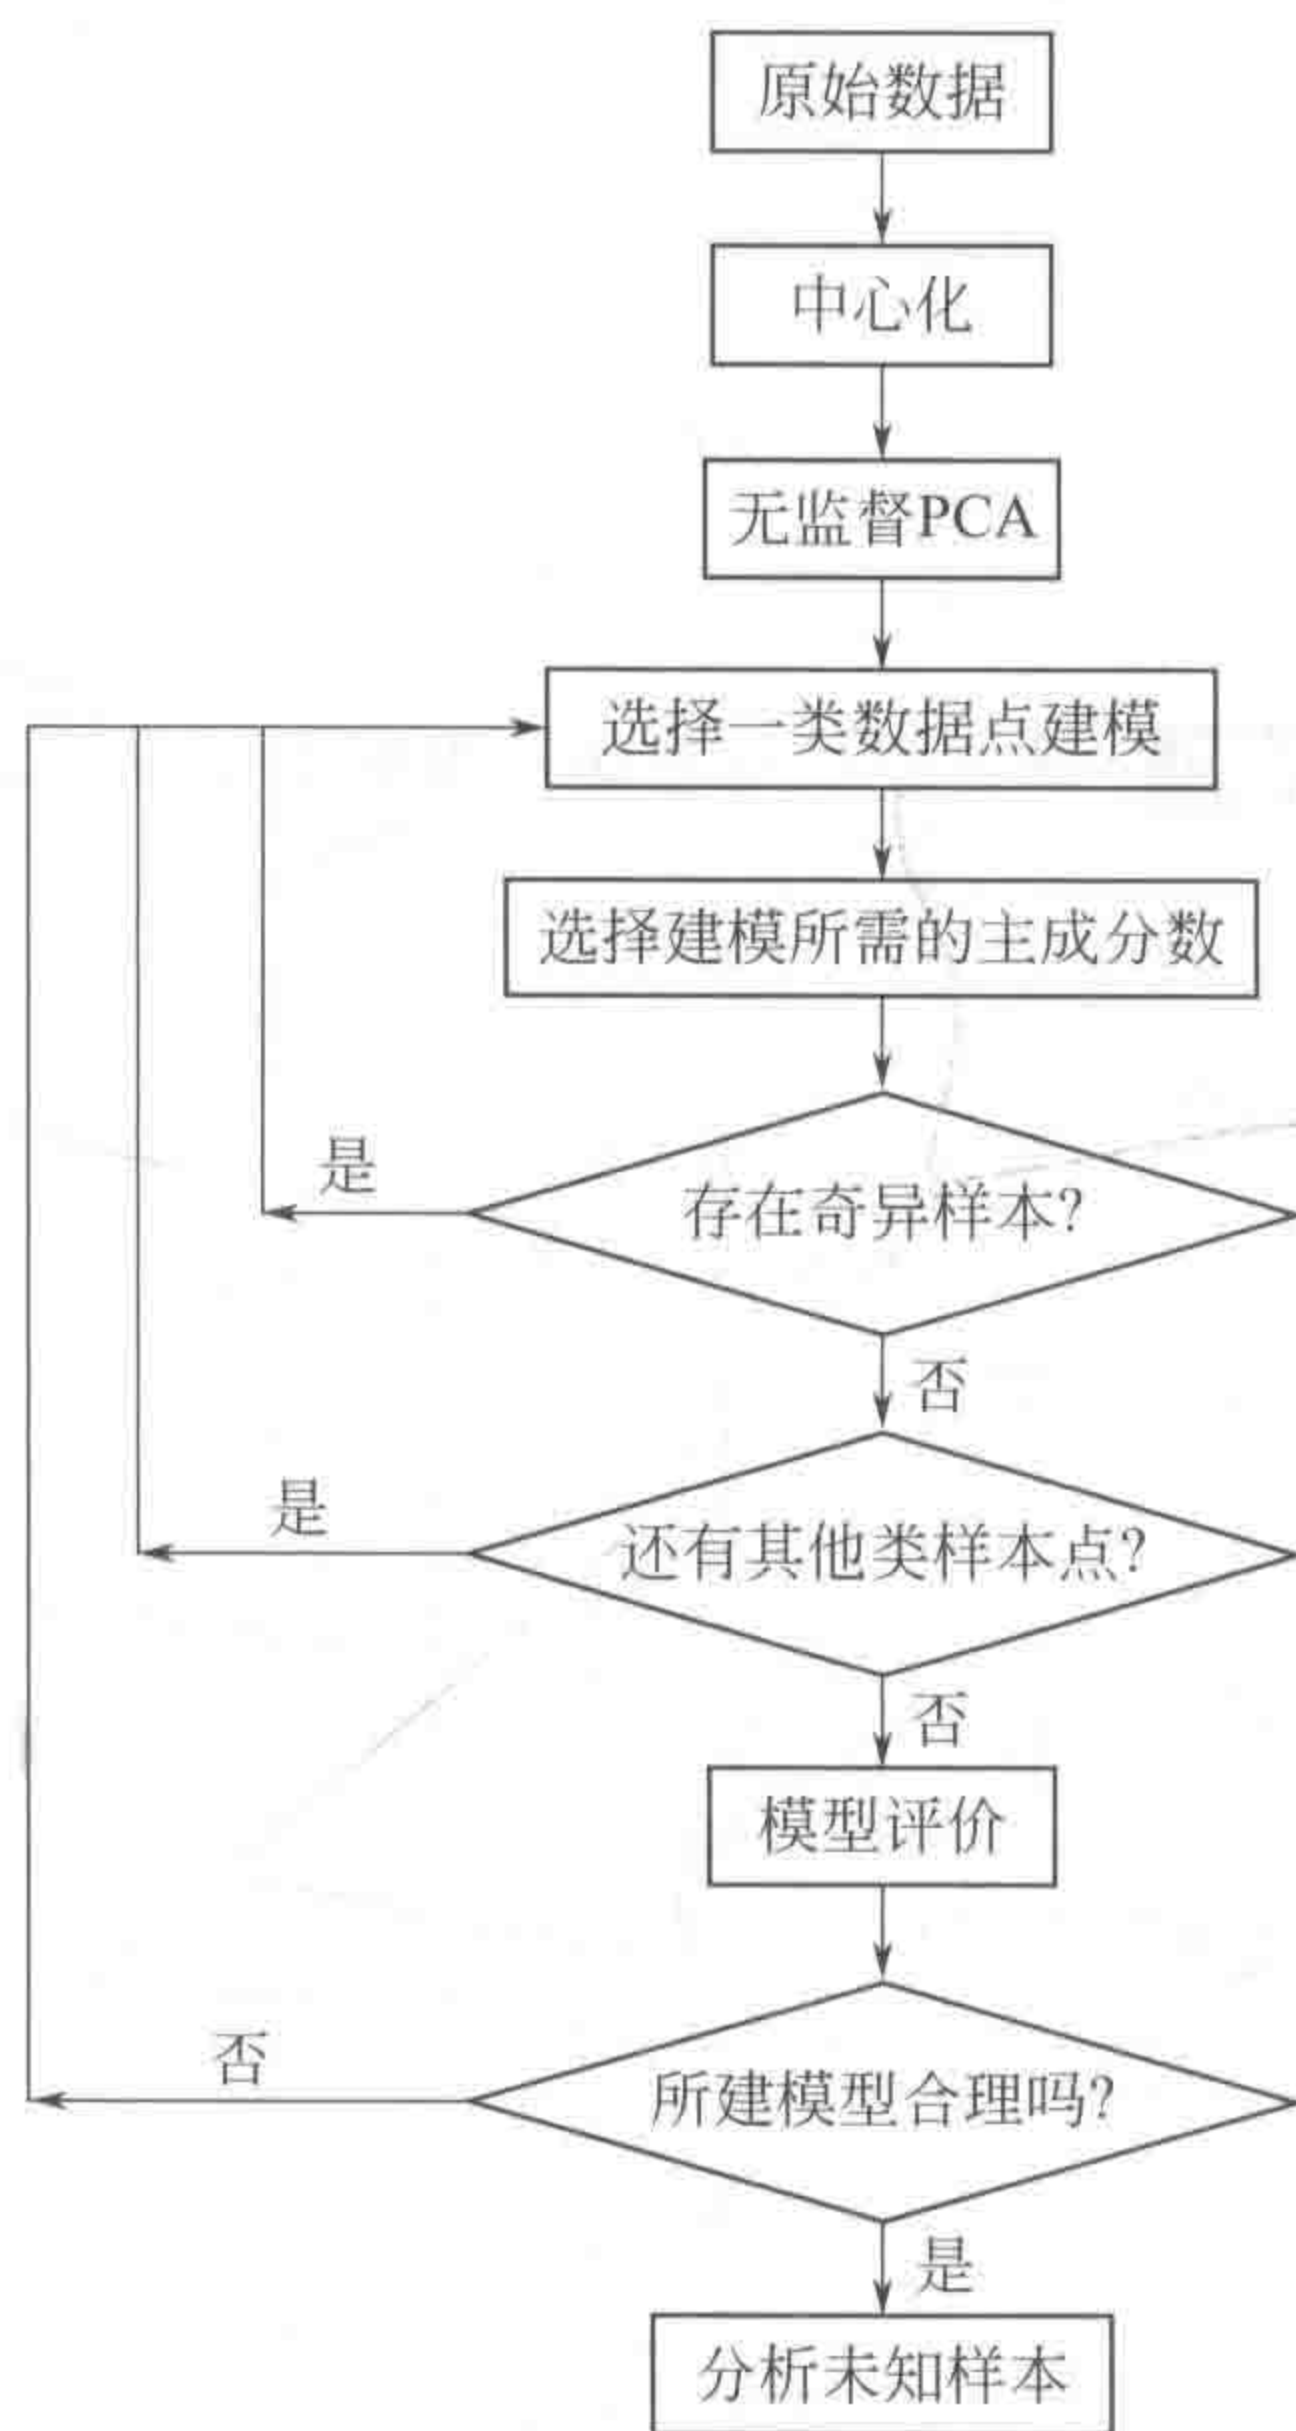 原始数据
中心化
无监督PCA
选择一类数据点建模
选择建模所需的主成分数
是
存在奇异样本?
否
是
还有其他类样本点?
否
模型评价
否
所建模型合理吗?
是
分析未知样本